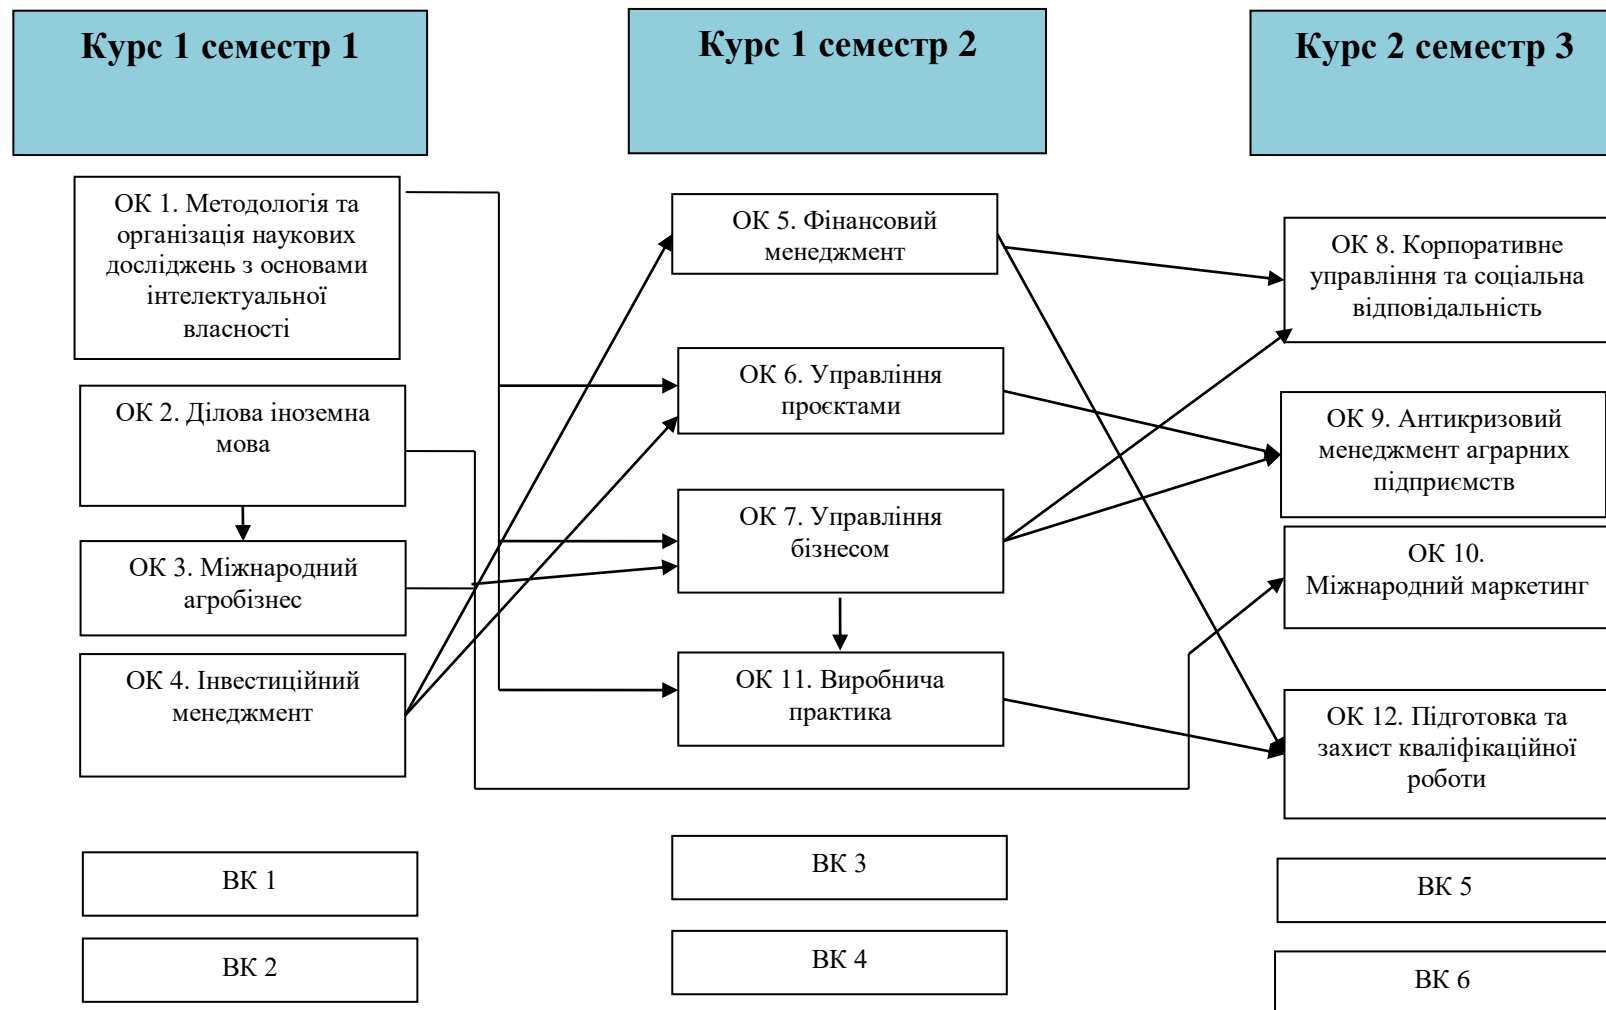 Курс 1 семестр 1
Курс 1 семестр 2
Курс 2 семестр 3
ОК 1. Методологія та
організація наукових
досліджень з основами
інтелектуальної
власності
ОК 2. Ділова іноземна
мова
ОК 3. Міжнародний
агробізнес
ОК 4. Інвестиційний
менеджмент
ВК 1
ВК 2
ОК 5. Фінансовий
менеджмент
ОК 6. Управління
проєктами
ОК 7. Управління
бізнесом
ОК 11. Виробнича
практика
ВК 3
ВК 4
ОК 8. Корпоративне
управління та соціальна
відповідальність
ОК 9. Антикризовий
менеджмент аграрних
підприємств
ОК 10.
Міжнародний маркетинг
ОК 12. Підготовка та
захист кваліфікаційної
роботи
ВК 5
ВК 6